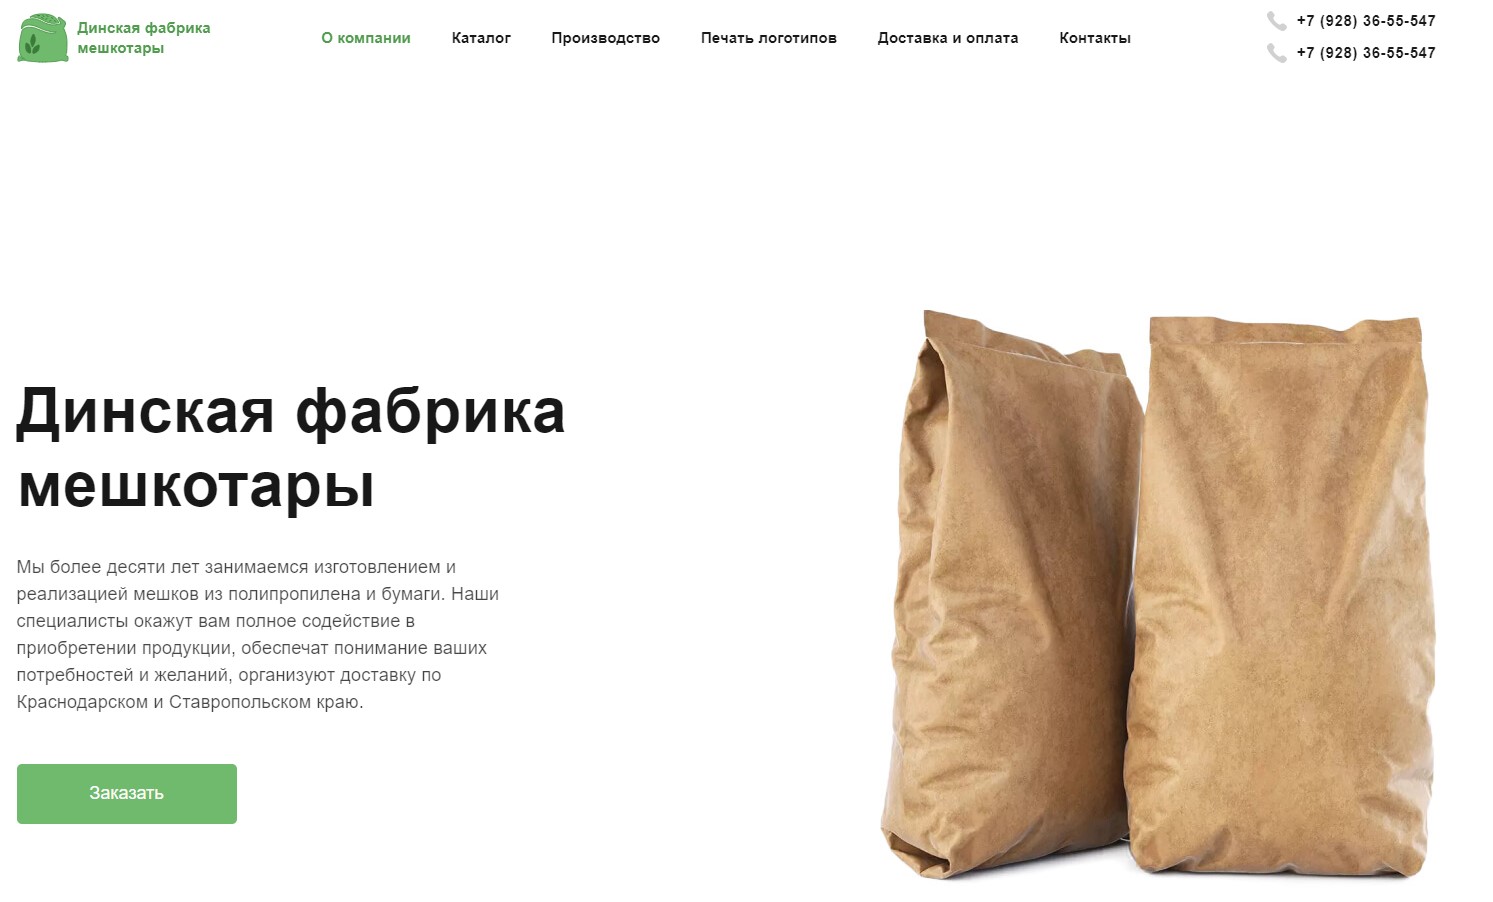 Динская фабрика
мешкотары
О компании
Каталог
Производство
Печать логотипов
Доставка и оплата
Контакты
+7 (928) 36-55-547
+7 (928) 36-55-547
Динская фабрика
мешкотары
Мы более десяти лет занимаемся изготовлением и
реализацией мешков из полипропилена и бумаги. Наши
специалисты окажут вам полное содействие в
приобретении продукции, обеспечат понимание ваших
потребностей и желаний, организуют доставку по
Краснодарском и Ставропольском краю.
Заказать